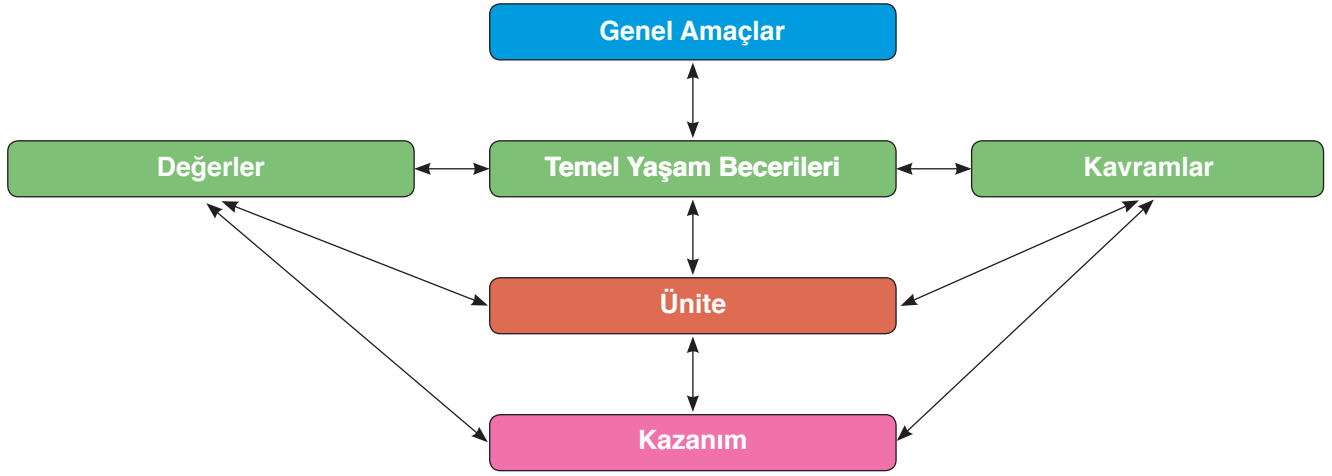 Genel Amaçlar
Değerler
Temel Yaşam Becerileri
Kavramlar
Ünite
Kazanım